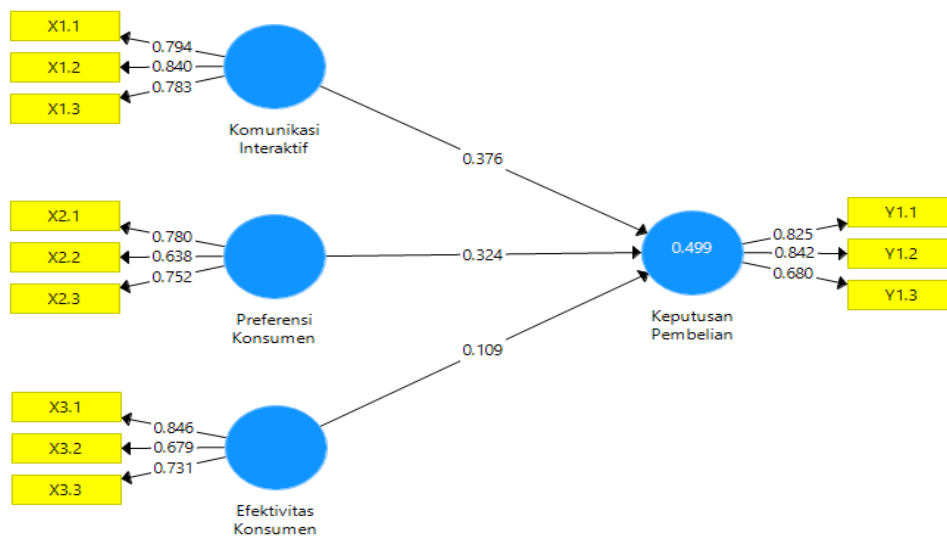 X1.1
0.794
X1.2
0.840
X1.3
0.783
Komunikasi
Interaktif
0.376
X2.1
0.780
X2.2
0.638
X2.3
0.752
Preferensi
Konsumen
0.324
X3.1
0.846
X3.2
0.679
X3.3
0.731
Efektivitas
Konsumen
0.109
0.499
Keputusan
Pembelian
0.825
Y1.1
0.842
Y1.2
0.680
Y1.3